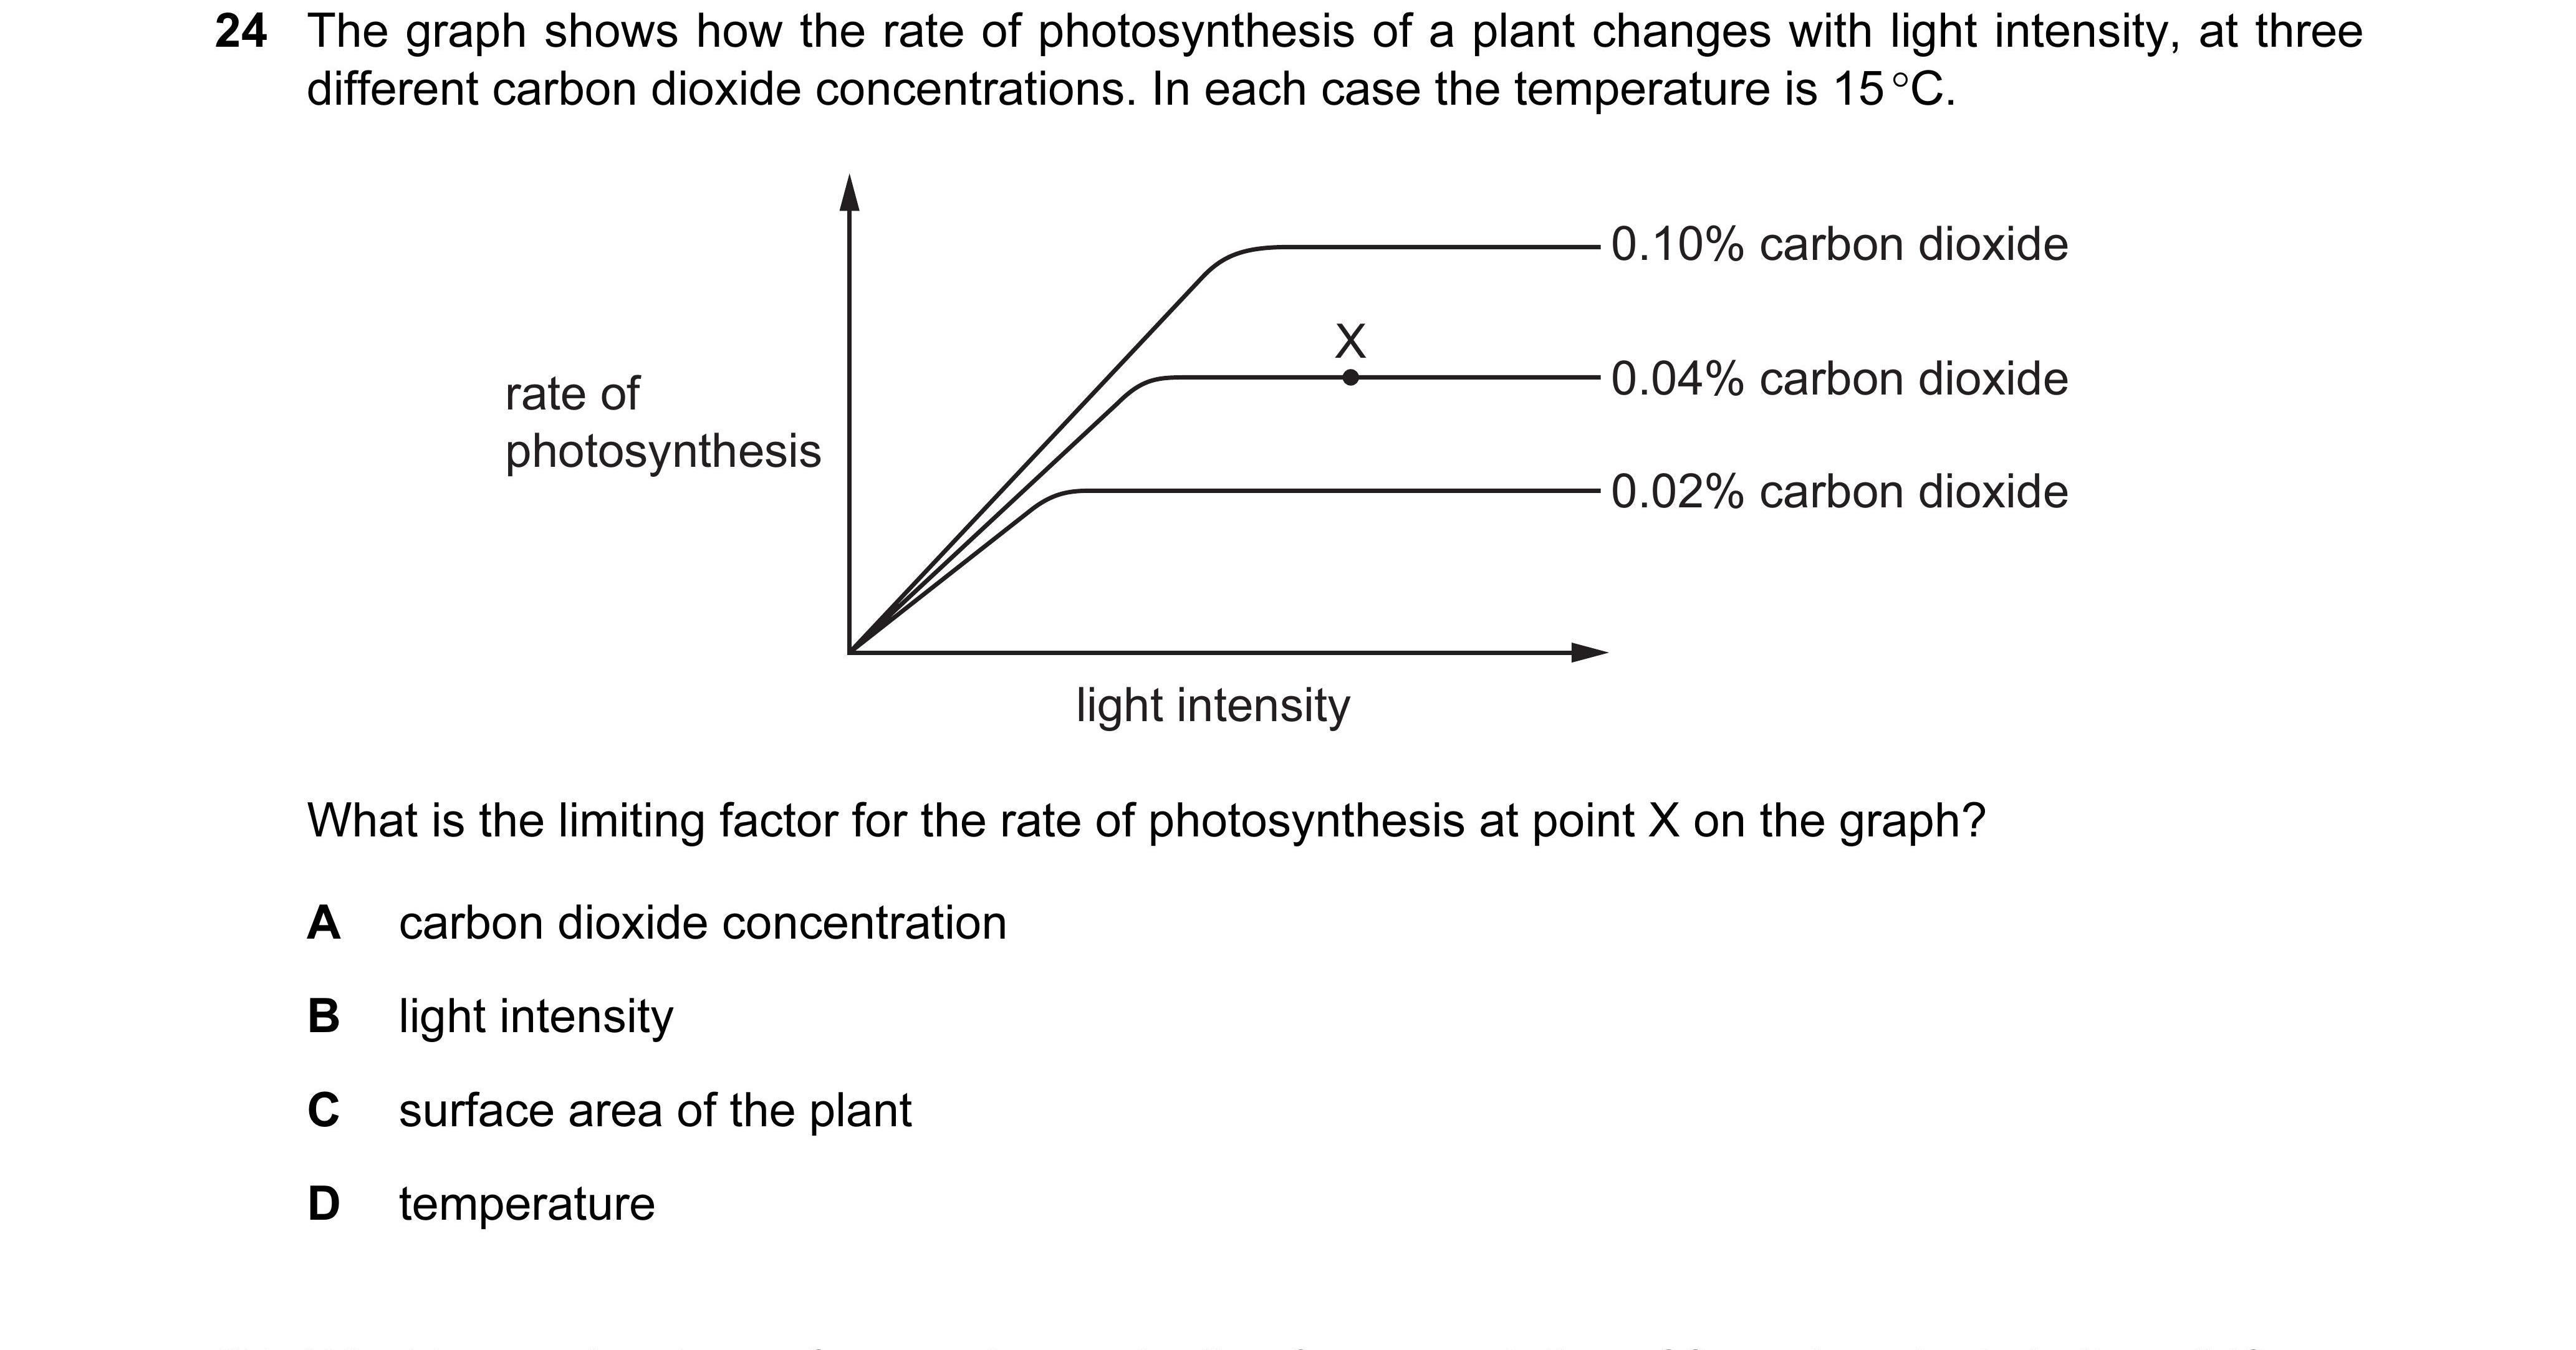 24 The graph shows how the rate of photosynthesis of a plant changes with light intensity, at three
different carbon dioxide concentrations. In each case the temperature is 15 °C.
0.10% carbon dioxide
X
rate of
photosynthesis
0.04% carbon dioxide
0.02% carbon dioxide
light intensity
What is the limiting factor for the rate of photosynthesis at point X on the graph?
A carbon dioxide concentration
B light intensity
C surface area of the plant
D temperature